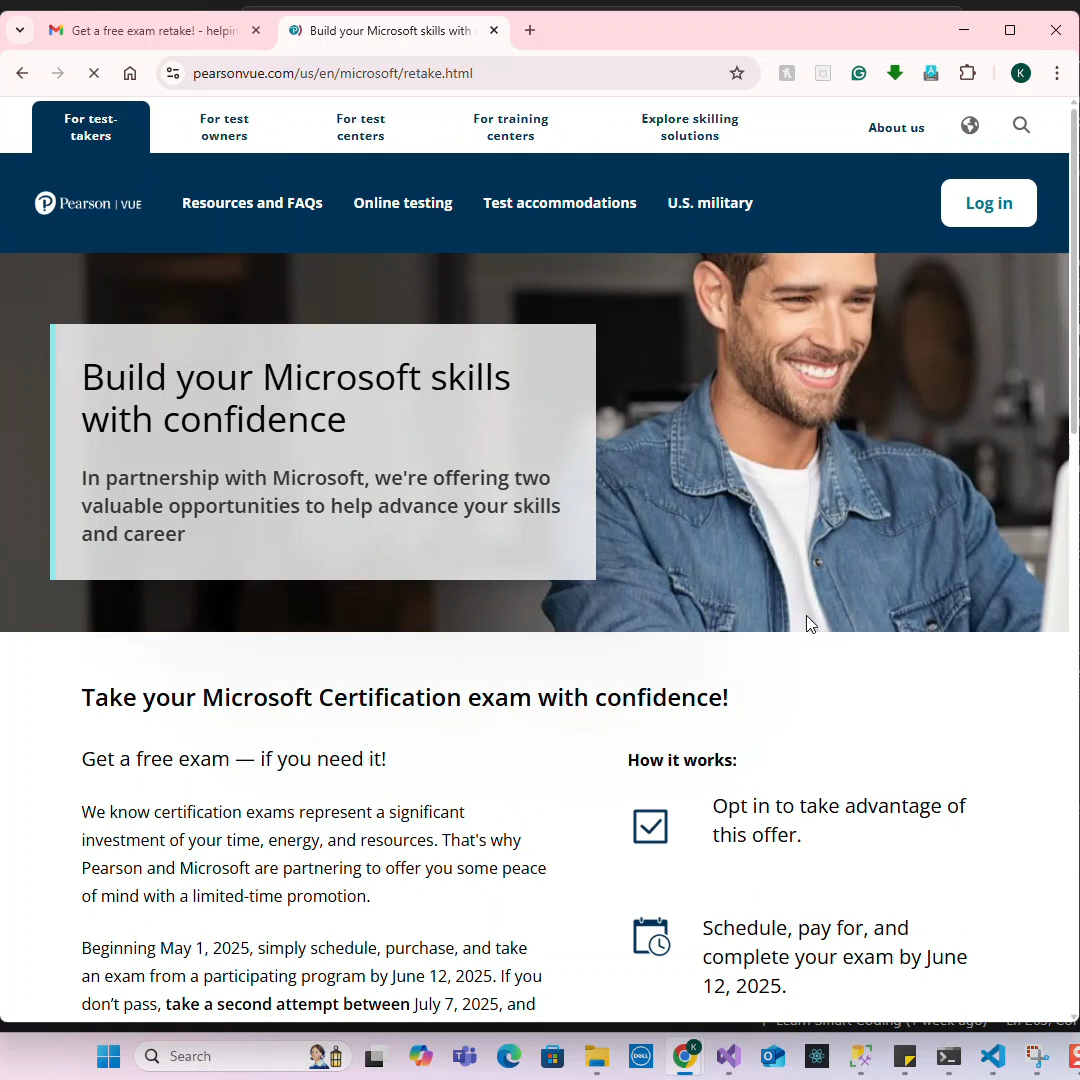 Get a free exam retake! - helpin
Build your Microsoft skills with
pearsonvue.com/us/en/microsoft/retake.html
K
For test-
takers
For test
owners
For test
centers
For training
centers
Explore skilling
solutions
About us
Pearson | VUE
Resources and FAQs
Online testing
Test accommodations
U.S. military
Log in
Build your Microsoft skills
with confidence
In partnership with Microsoft, we're offering two
valuable opportunities to help advance your skills
and career
Take your Microsoft Certification exam with confidence!
Get a free exam — if you need it!
We know certification exams represent a significant
investment of your time, energy, and resources. That's why
Pearson and Microsoft are partnering to offer you some peace
of mind with a limited-time promotion.
Beginning May 1, 2025, simply schedule, purchase, and take
an exam from a participating program by June 12, 2025. If you
don’t pass, take a second attempt between July 7, 2025, and
How it works:
Opt in to take advantage of
this offer.
Schedule, pay for, and
complete your exam by June
12, 2025.
Search
DELL
K